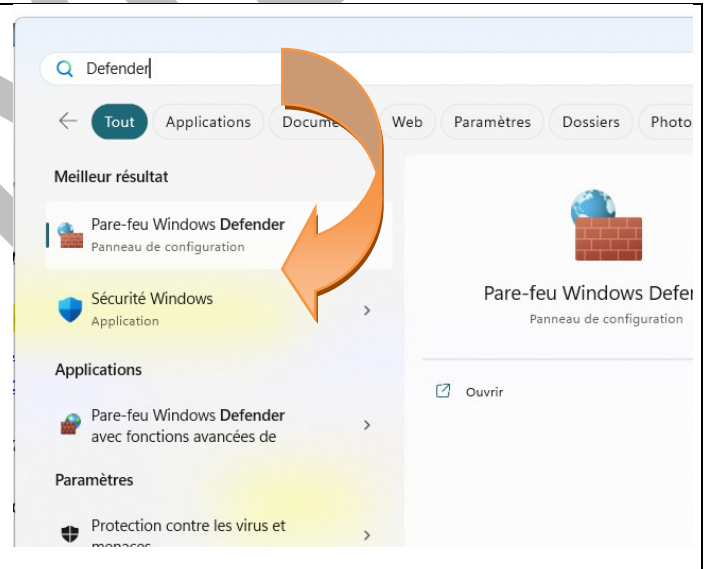 Defender
Tout Applications Docume Web Paramètres Dossiers Photo
Meilleur résultat
Pare-feu Windows Defender
Panneau de configuration
Sécurité Windows
Application
Applications
Pare-feu Windows Defender
avec fonctions avancées de
Paramètres
Protection contre les virus et
menaces
Pare-feu Windows Defer
Panneau de configuration
Ouvrir